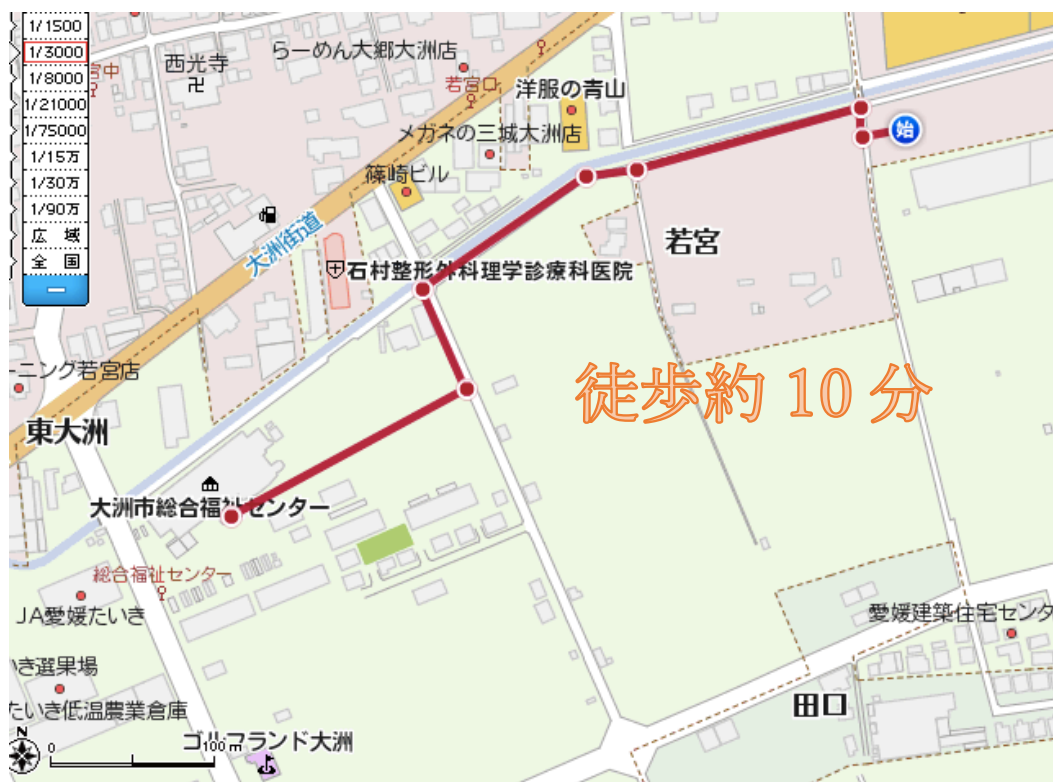 1/1500
1/3000
1/8000
1/21000
1/75000
1/15万
1/30万
1/90万
広 域
全 国
宮中
西光寺
らーめん大郷大洲店
若宮口
洋服の青山
メガネの三城大洲店
篠崎ビル
始
大洲街道
若宮
石村整形外科理学診療科医院
ーニング若宮店
徒歩約 10 分
東大洲
大洲市総合福祉センター
総合福祉センター
JA愛媛たいき
愛媛建築住宅センタ
いき選果場
たいき低温農業倉庫
田口
ゴルフランド大洲
N
0
100m